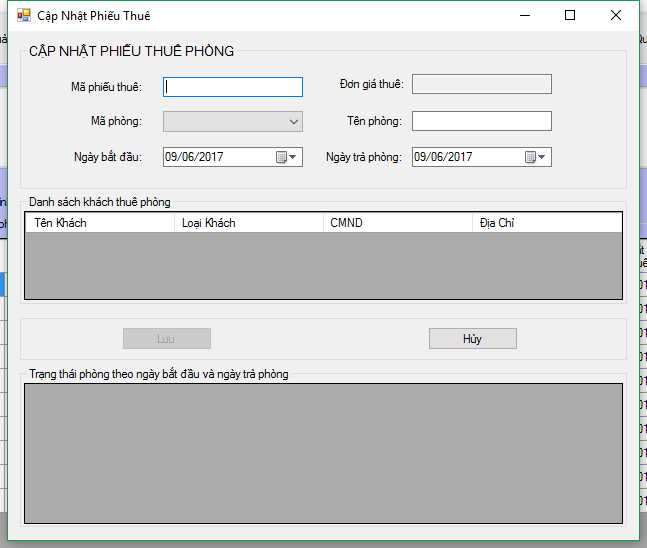 Cập Nhật Phiếu Thuê
CẬP NHẬT PHIẾU THUÊ PHÒNG
Mã phiếu thuê:
Đơn giá thuê:
Mã phòng:
Tên phòng:
Ngày bắt đầu:
09/06/2017
Ngày trả phòng:
09/06/2017
Danh sách khách thuê phòng
Tên Khách
Loại Khách
CMND
Địa Chỉ
Lưu
Hủy
Trạng thái phòng theo ngày bắt đầu và ngày trả phòng